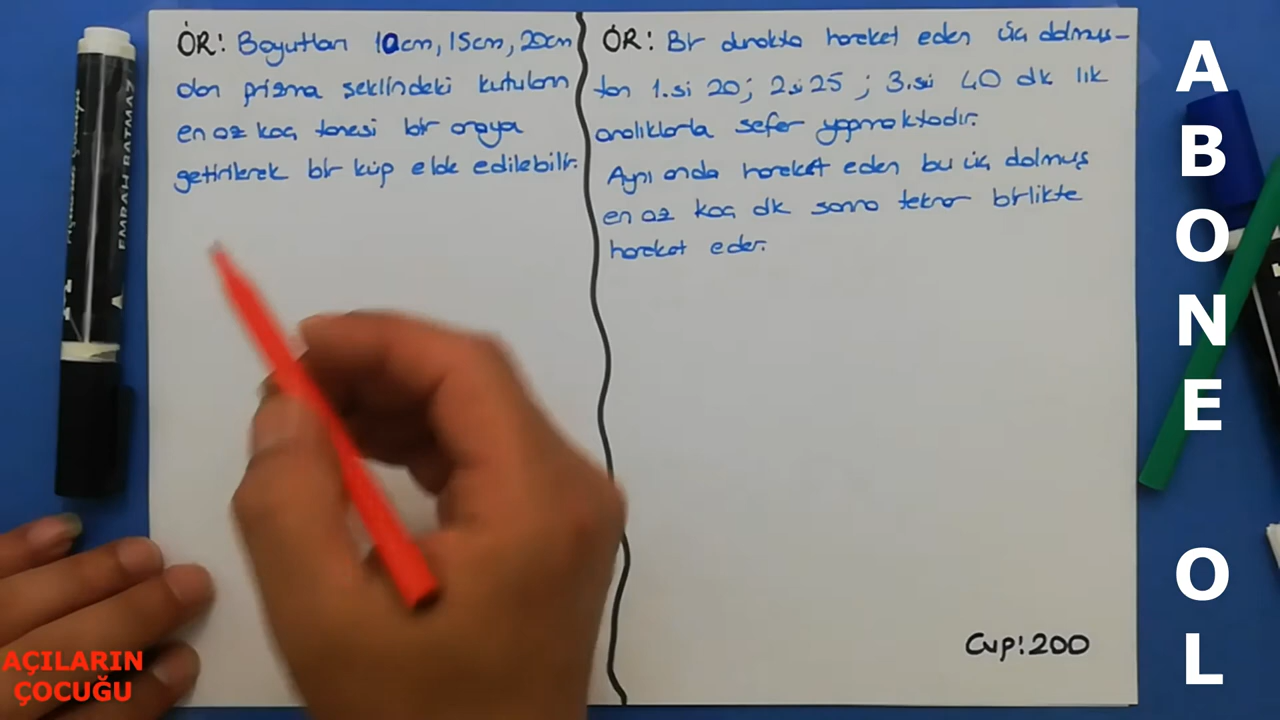 ÖR: Boyutları 10cm, 15cm, 20cm
olan prizma şeklindeki kutuların
en az kaç tanesi bir araya
getirilerek bir küp elde edilebilir.
ÖR: Bir durakta hareket eden üç dolmuş-
tan 1.si 20; 2.si 25 ; 3.sü 40 dk lık
aralıklarla sefer yapmaktadır.
Aynı anda hareket eden bu üç dolmuş
en az kaç dk sonra tekrar birlikte
hareket eder.
Cvp: 200
ABONE OL
AÇILARIN
ÇOCUĞU